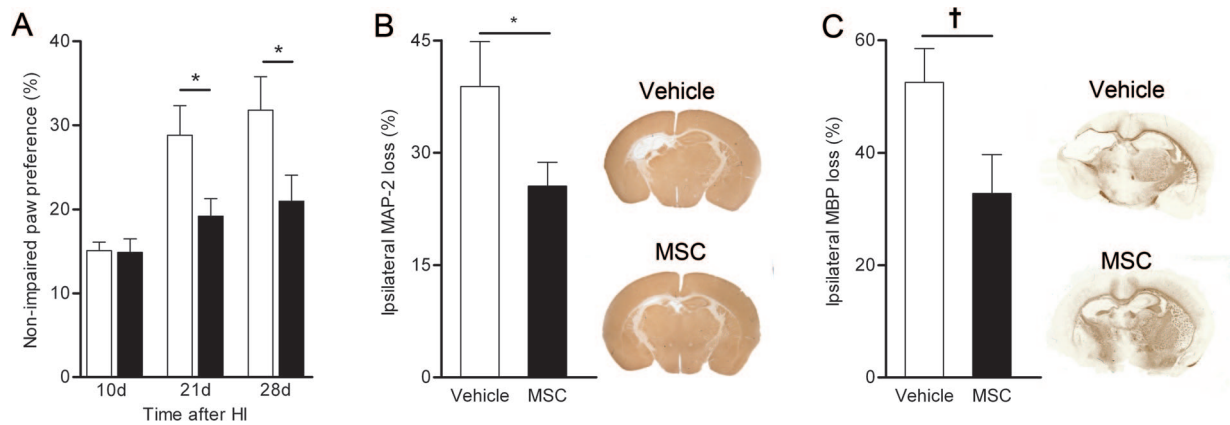 A
Non-impaired paw preference (%)
40
30
20
10
0
*
*
10d 21d 28d
Time after HI
B
Ipsilateral MAP-2 loss (%)
45
30
15
0
*
Vehicle MSC
Vehicle
MSC
C
Ipsilateral MBP loss (%)
60
40
20
0
†
Vehicle MSC
Vehicle
MSC